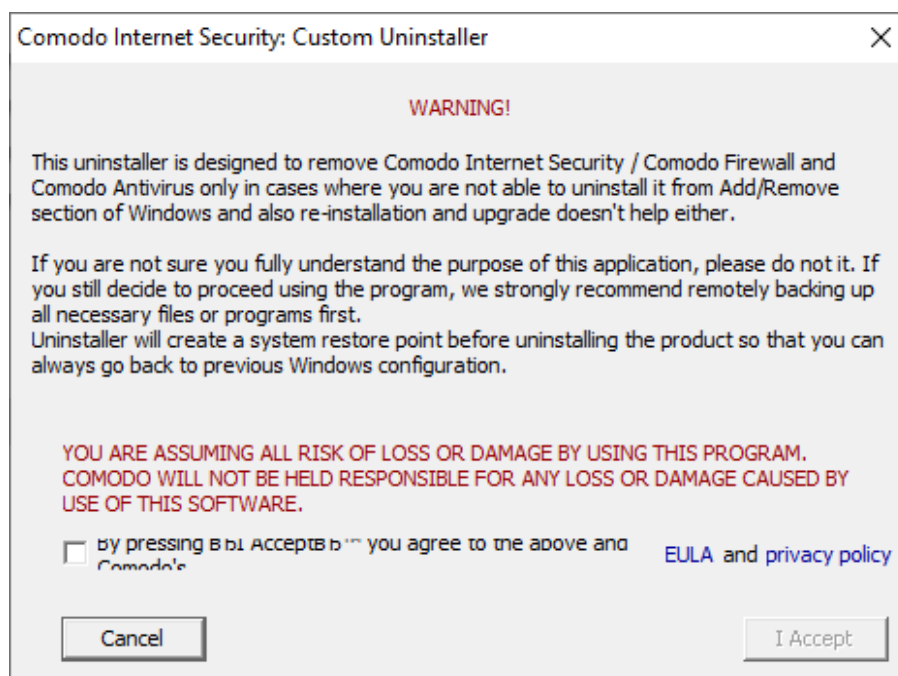 Comodo Internet Security: Custom Uninstaller
WARNING!
This uninstaller is designed to remove Comodo Internet Security / Comodo Firewall and
Comodo Antivirus only in cases where you are not able to uninstall it from Add/Remove
section of Windows and also re-installation and upgrade doesn't help either.
If you are not sure you fully understand the purpose of this application, please do not it. If
you still decide to proceed using the program, we strongly recommend remotely backing up
all necessary files or programs first.
Uninstaller will create a system restore point before uninstalling the product so that you can
always go back to previous Windows configuration.
YOU ARE ASSUMING ALL RISK OF LOSS OR DAMAGE BY USING THIS PROGRAM.
COMODO WILL NOT BE HELD RESPONSIBLE FOR ANY LOSS OR DAMAGE CAUSED BY
USE OF THIS SOFTWARE.
By pressing you agree to the above and
Comodo's
EULA and privacy policy
Cancel
I Accept